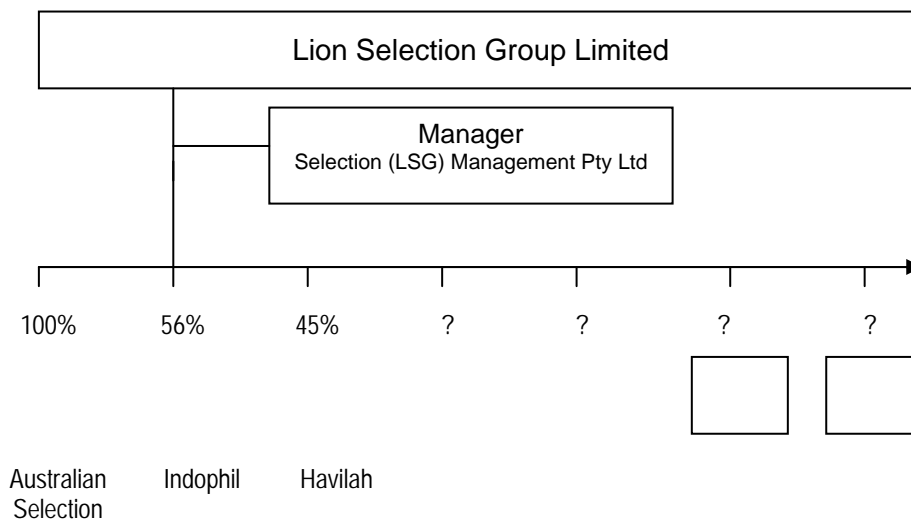 Lion Selection Group Limited
Manager
Selection (LSG) Management Pty Ltd
100% 56% 45% ? ? ? ?
Australian Indophil Havilah
Selection